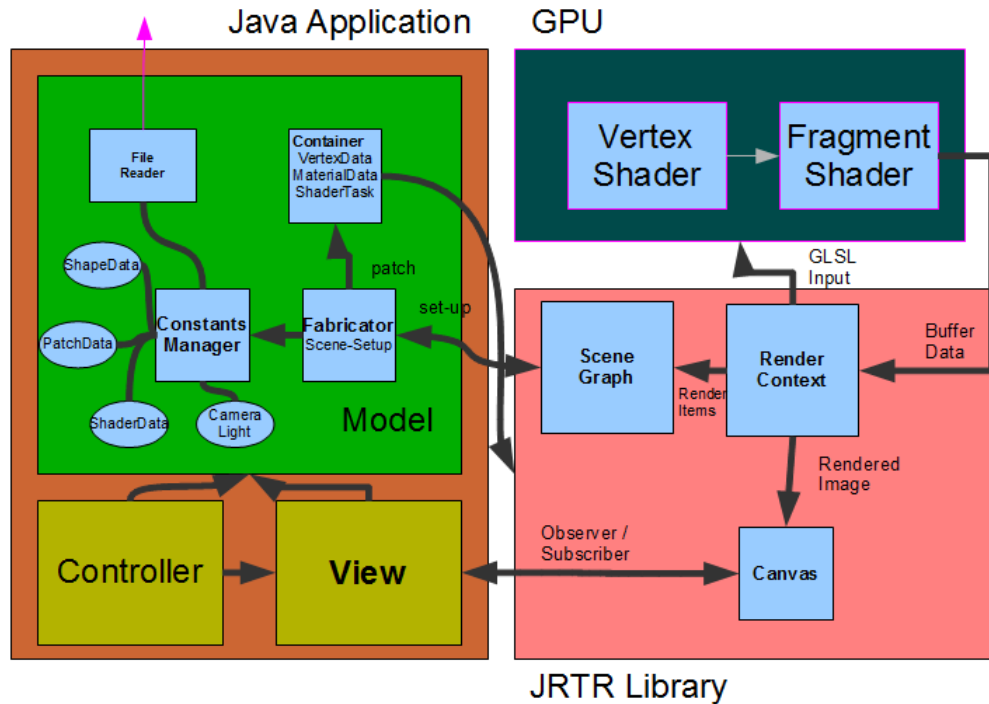 Java Application
GPU
File
Reader
Container
VertexData
MaterialData
ShaderTask
Vertex
Shader
Fragment
Shader
ShapeData
patch
GLSL
Input
PatchData
Constants
Manager
Fabricator
Scene-Setup
set-up
Scene
Graph
Render
Items
Render
Context
Buffer
Data
ShaderData
Camera
Light
Model
Rendered
Image
Controller
View
Observer /
Subscriber
Canvas
JRTR Library